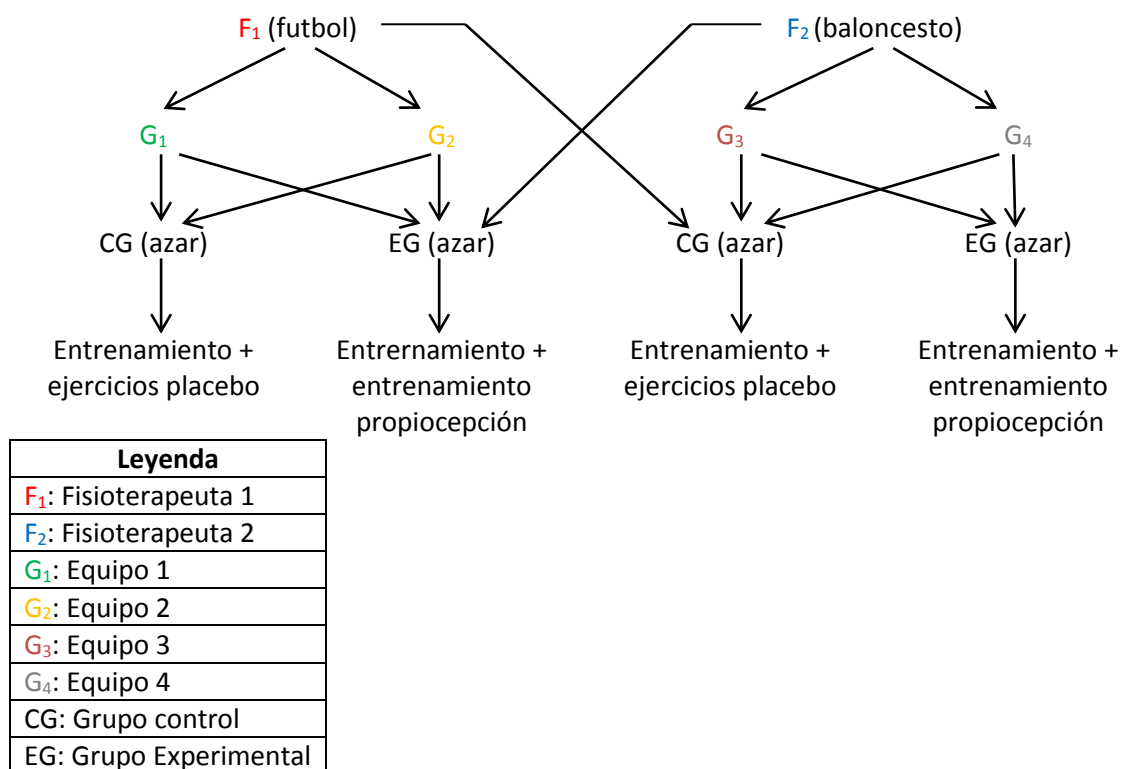 F₁ (futbol) F₂ (baloncesto)
G₁ G₂ G₃ G₄
CG (azar) EG (azar) CG (azar) EG (azar)
Entrenamiento + Entrernamiento + Entrenamiento + Entrenamiento +
ejercicios placebo entrenamiento ejercicios placebo entrenamiento
propiocepción propiocepción
Leyenda
F₁: Fisioterapeuta 1
F₂: Fisioterapeuta 2
G₁: Equipo 1
G₂: Equipo 2
G₃: Equipo 3
G₄: Equipo 4
CG: Grupo control
EG: Grupo Experimental